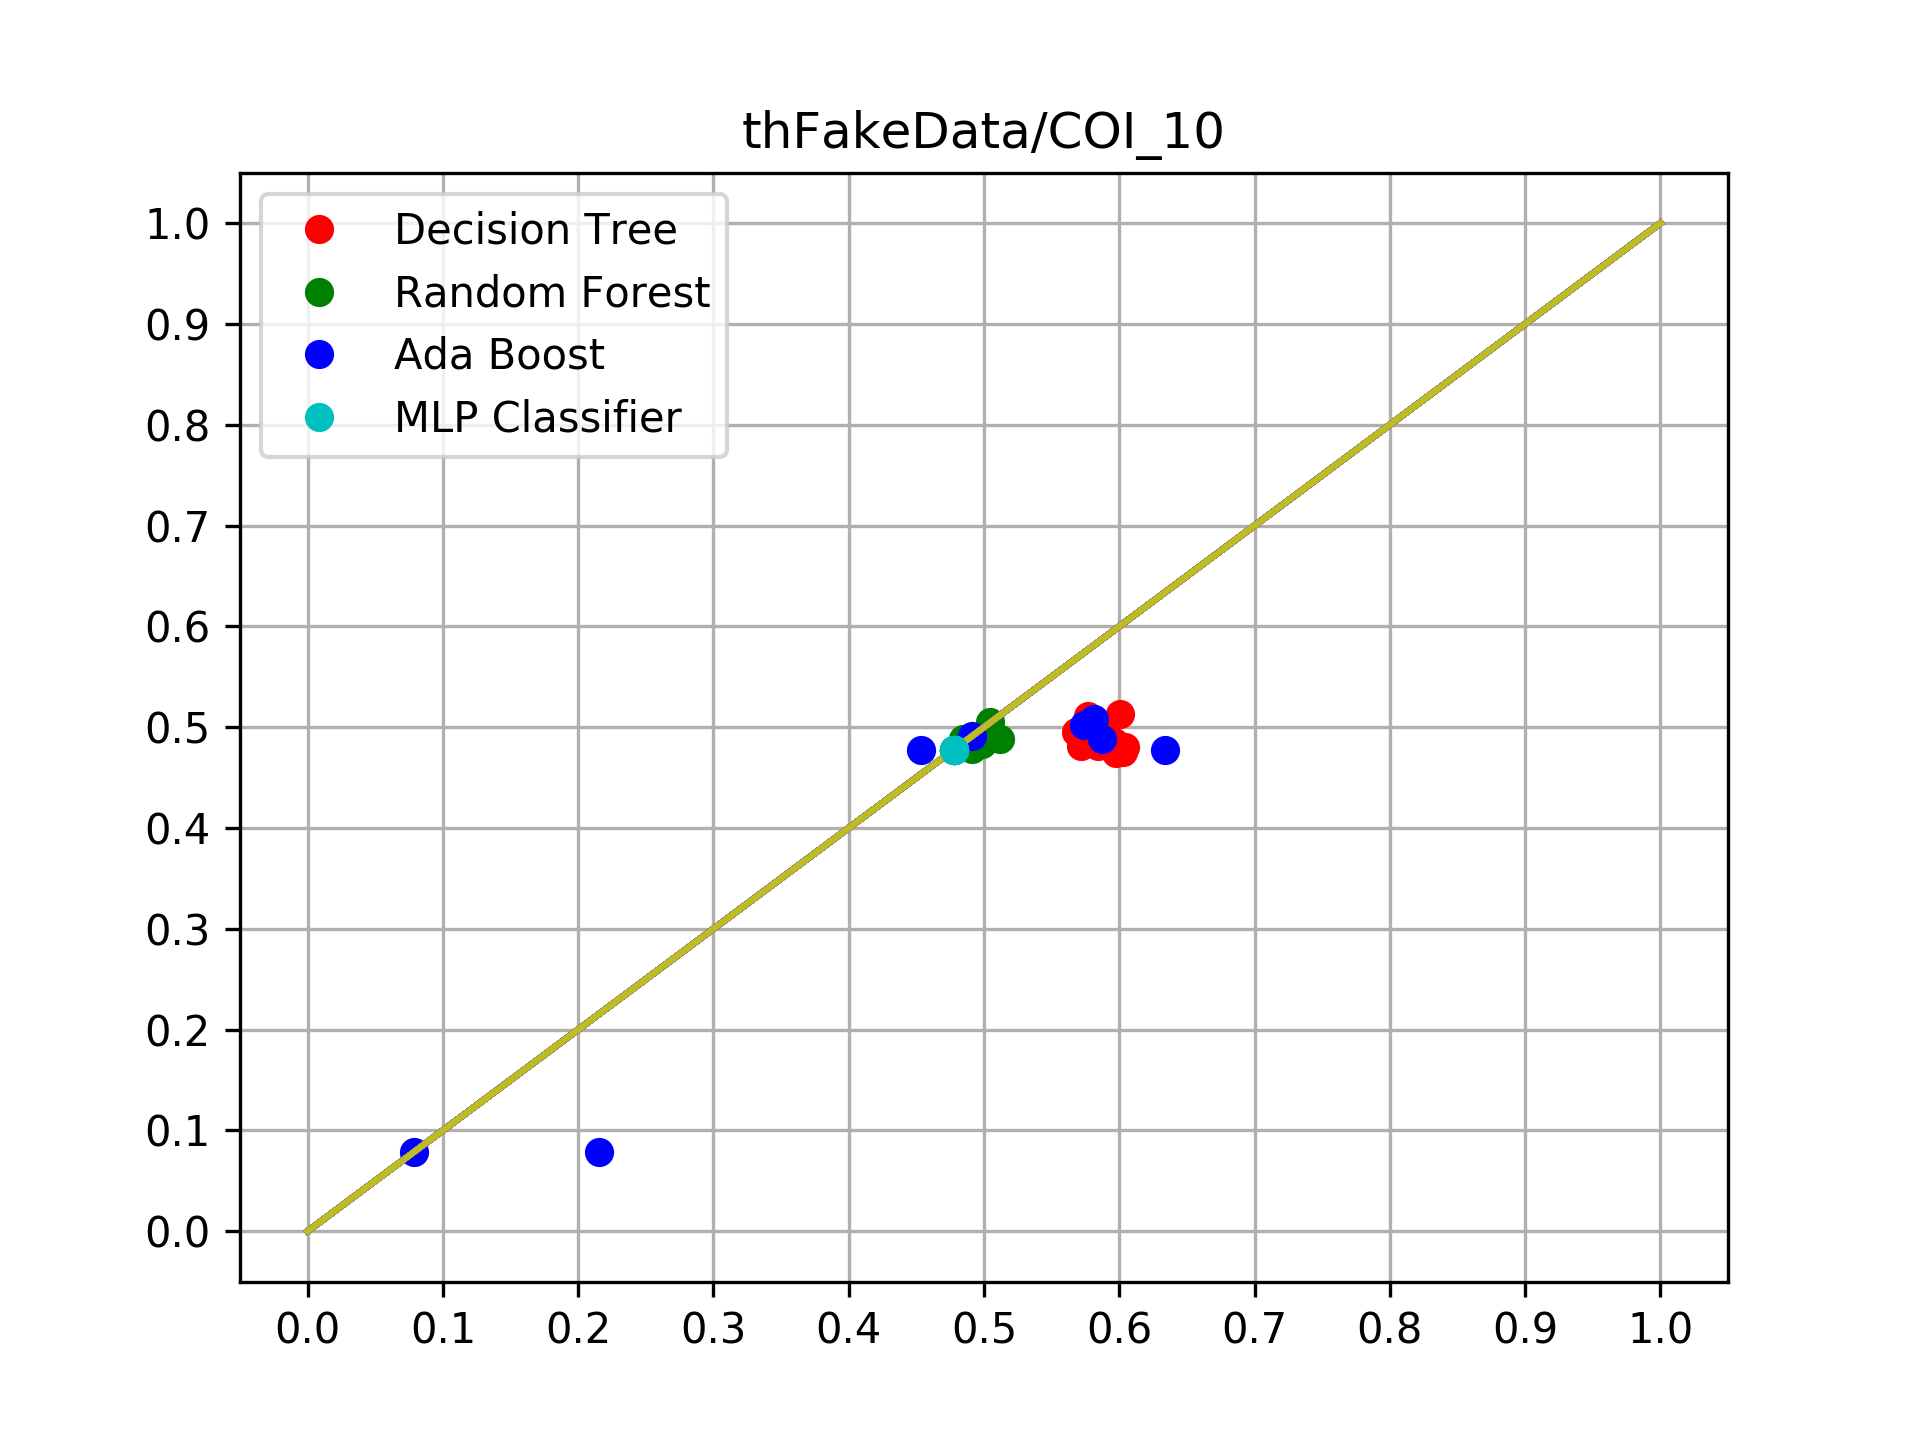 thFakeData/COI_10
Decision Tree
Random Forest
Ada Boost
MLP Classifier
1.0
0.9
0.8
0.7
0.6
0.5
0.4
0.3
0.2
0.1
0.0
0.0 0.1 0.2 0.3 0.4 0.5 0.6 0.7 0.8 0.9 1.0